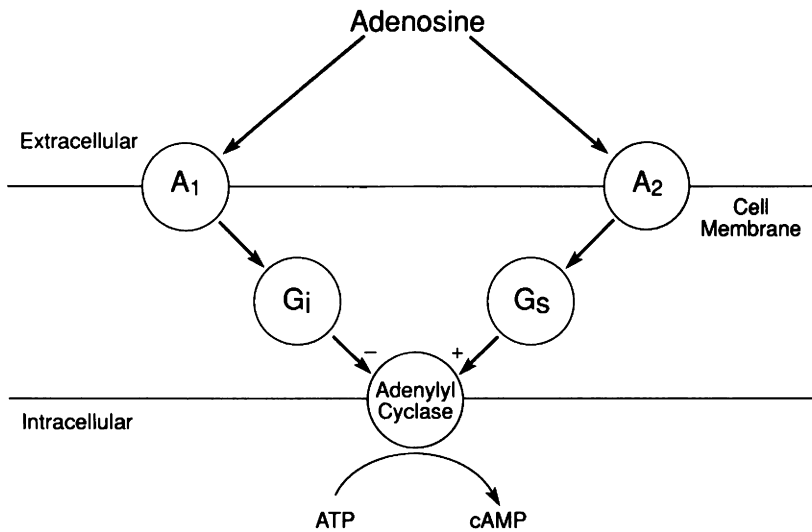 Adenosine
Extracellular
A1
A2
Cell
Membrane
Gi
Gs
−
+
Adenylyl
Cyclase
Intracellular
ATP
cAMP